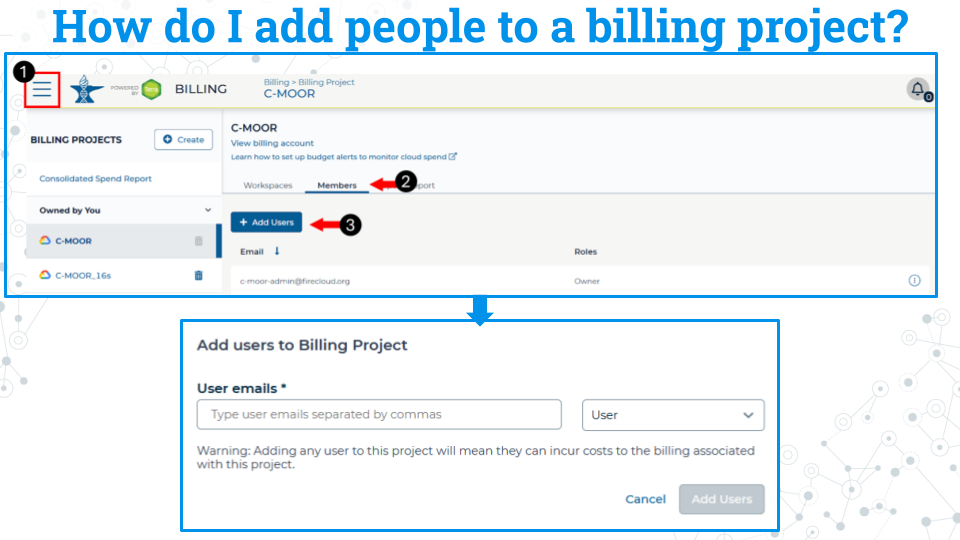 How do I add people to a billing project?
1
POWERED BY Terra
BILLING
Billing > Billing Project
C-MOOR
0
BILLING PROJECTS
Create
Consolidated Spend Report
Owned by You
C-MOOR
C-MOOR_16s
C-MOOR
View billing account
Learn how to set up budget alerts to monitor cloud spend
Workspaces
Members
2
port
+ Add Users
3
Email
Roles
c-moor-admin@firecloud.org
Owner
Add users to Billing Project
User emails *
Type user emails separated by commas
User
Warning: Adding any user to this project will mean they can incur costs to the billing associated
with this project.
Cancel
Add Users